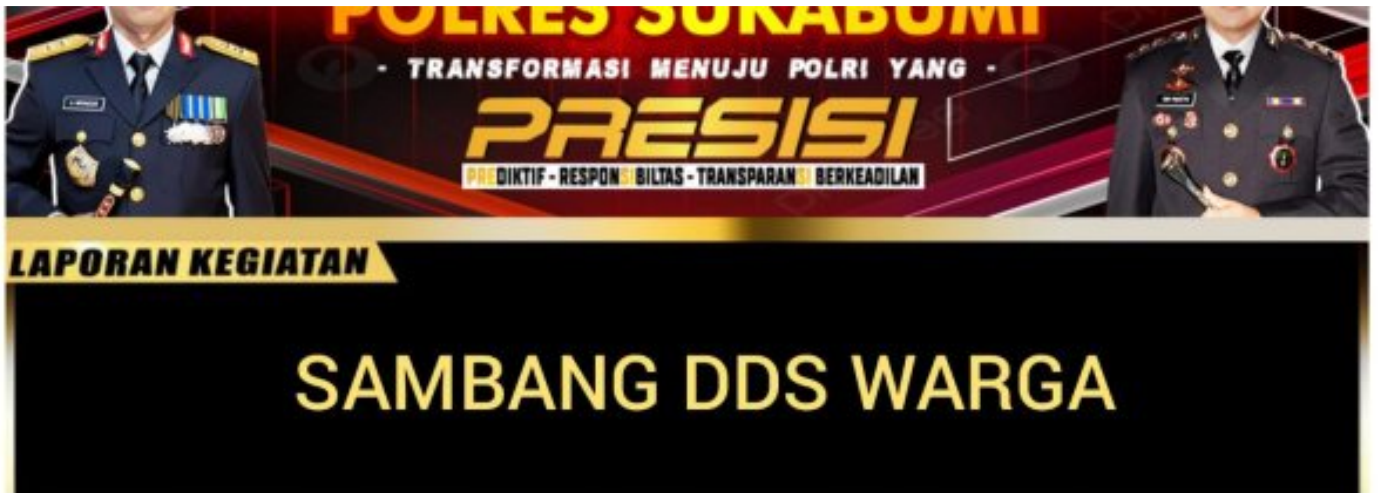 POLRES SUKABUMI
- TRANSFORMASI MENUJU POLRI YANG -
PRESISI
PREDIKTIF - RESPONSIBILTAS - TRANSPARANSI BERKEADILAN
LAPORAN KEGIATAN
SAMBANG DDS WARGA